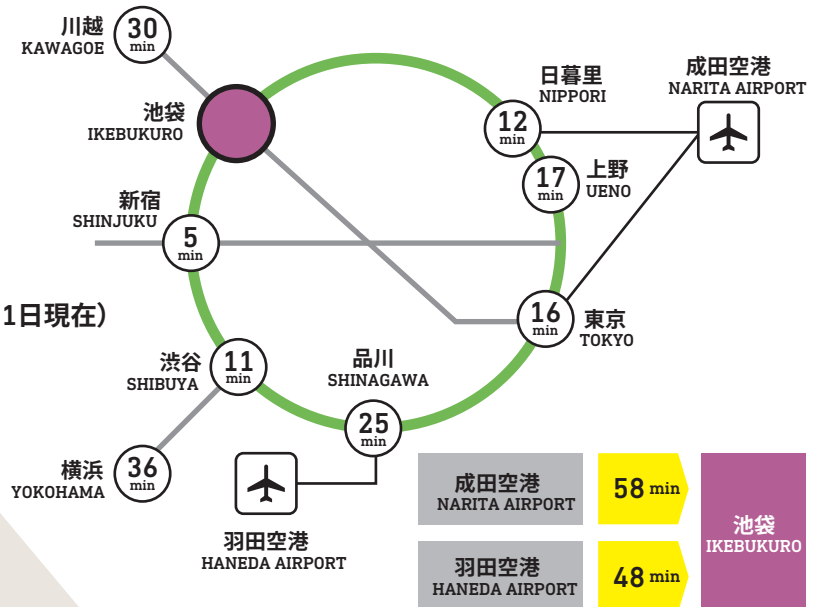 川越
KAWAGOE
30
min
池袋
IKEBUKURO
日暮里
NIPPORI
12
min
成田空港
NARITA AIRPORT
17
min
上野
UENO
新宿
SHINJUKU
5
min
1日現在）
16
min
東京
TOKYO
渋谷
SHIBUYA
11
min
品川
SHINAGAWA
25
min
横浜
YOKOHAMA
36
min
羽田空港
HANEDA AIRPORT
成田空港
NARITA AIRPORT
58 min
羽田空港
HANEDA AIRPORT
48 min
池袋
IKEBUKURO